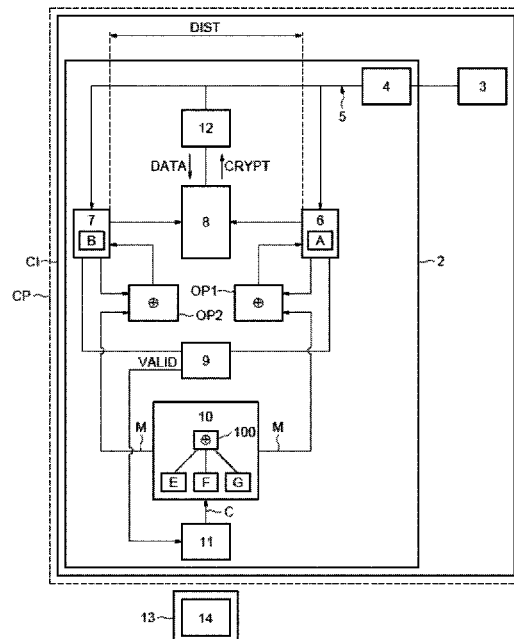 DIST
4
3
5
12
DATA
CRYPT
7
B
8
6
A
CI
2
CP
⊕
OP1
⊕
OP2
9
VALID
10
M
⊕
100
M
E
F
G
C
11
13
14